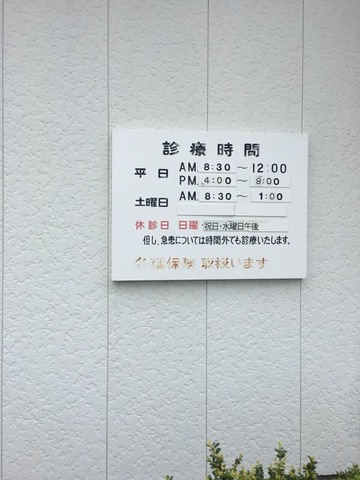 診療時間
平日 AM. 8:30 ～ 12:00
PM. 4:00 ～ 8:00
土曜日 AM. 8:30 ～ 1:00
休診日 日曜・祝日・水曜日午後
但し、急患については時間外でも診療いたします。
各種保険取扱います